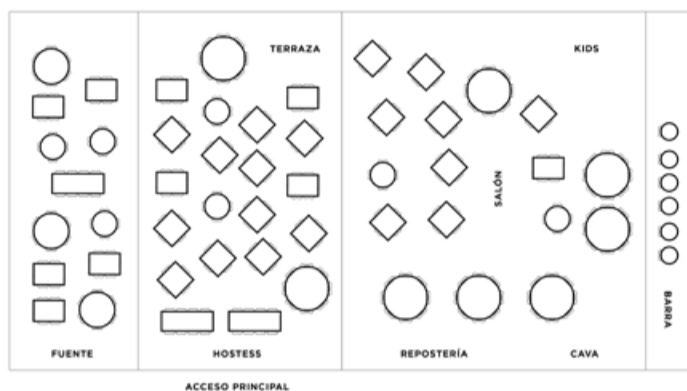 TERRAZA
KIDS
SALÓN
BARRA
FUENTE
HOSTESS
REPOSTERÍA
CAVA
ACCESO PRINCIPAL